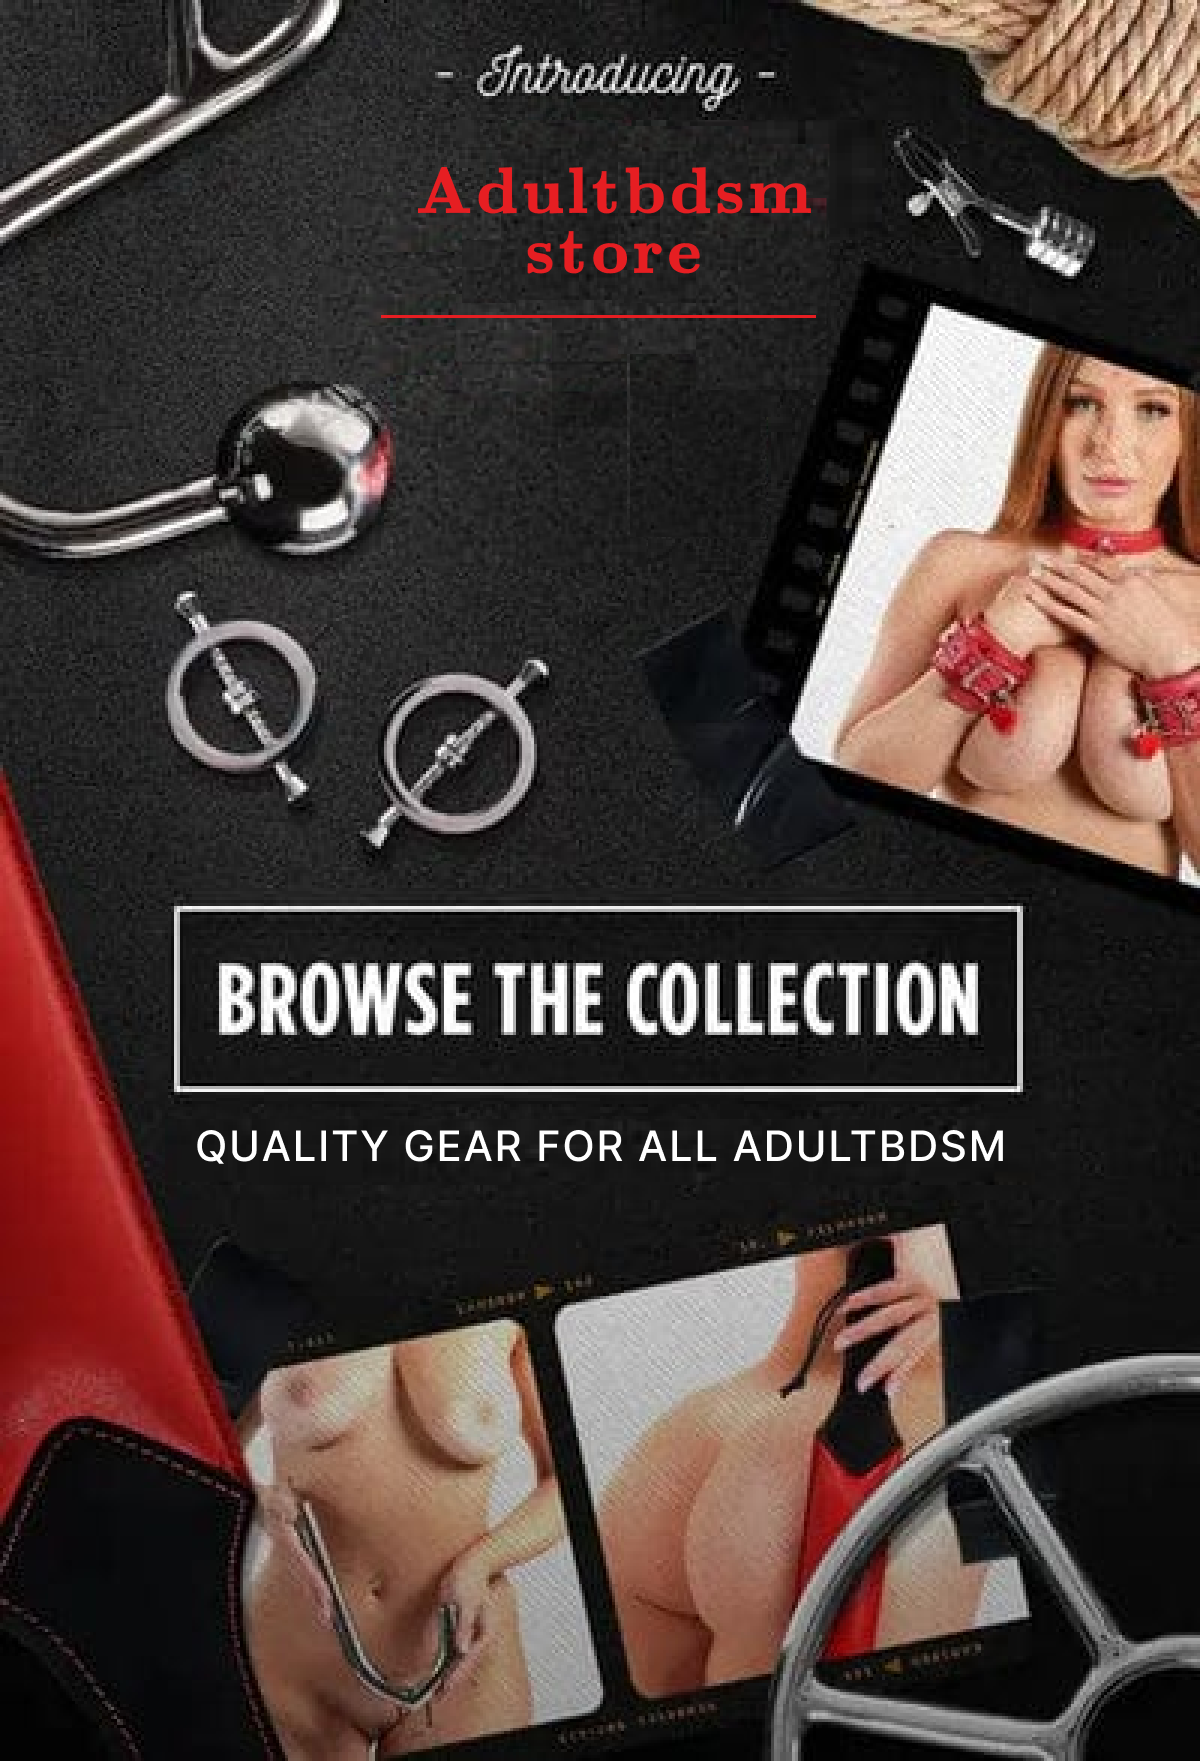 - Introducing -
Adultbdsm
store
BROWSE THE COLLECTION
QUALITY GEAR FOR ALL ADULTBDSM